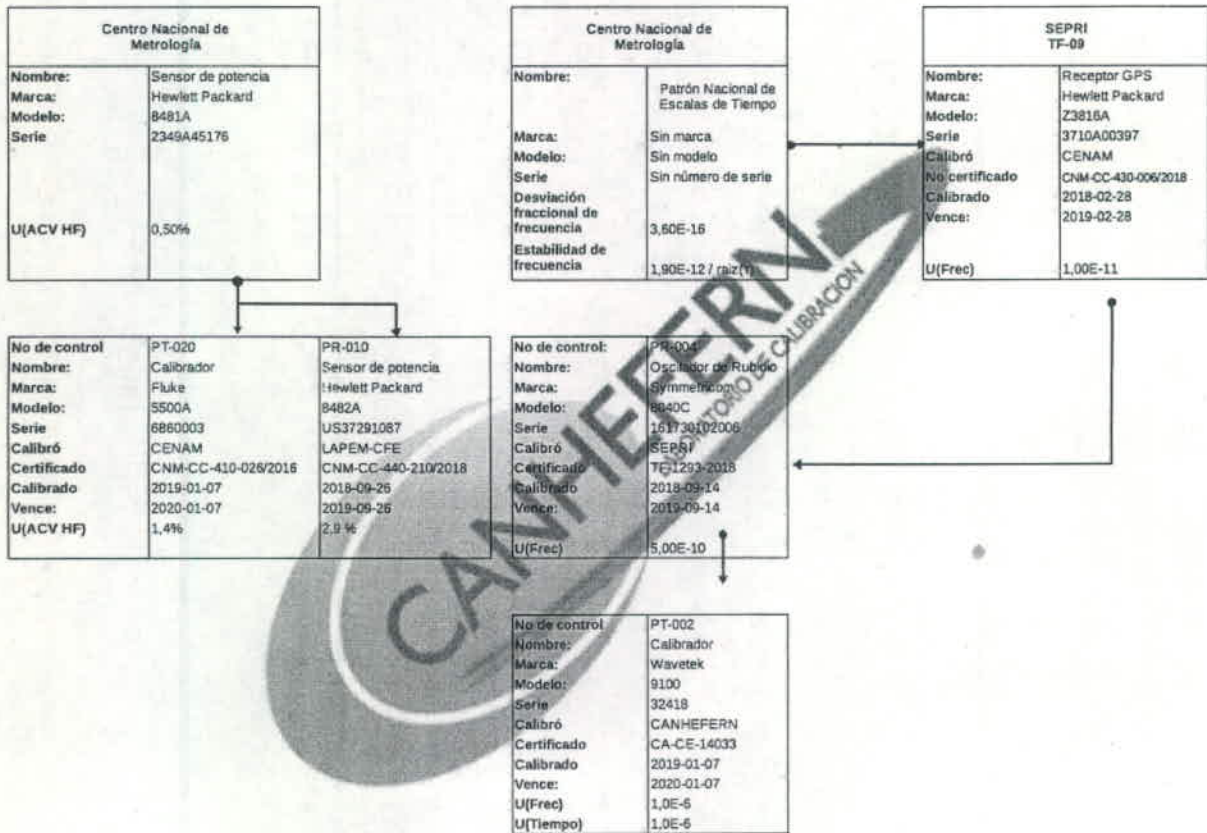 Centro Nacional de
Metrología
Nombre: Sensor de potencia
Marca: Hewlett Packard
Modelo: 8481A
Serie 2349A45176
U(ACV HF) 0,50%
Centro Nacional de
Metrología
Nombre: Patrón Nacional de
Escalas de Tiempo
Marca: Sin marca
Modelo: Sin modelo
Serie Sin número de serie
Desviación
fraccional de
frecuencia 3,60E-16
Estabilidad de
frecuencia 1,90E-12 / raiz(τ)
SEPRI
TF-09
Nombre: Receptor GPS
Marca: Hewlett Packard
Modelo: Z3816A
Serie 3710A00397
Calibró CENAM
No certificado CNM-CC-430-006/2018
Calibrado 2018-02-28
Vence: 2019-02-28
U(Frec) 1,00E-11
No de control PT-020 PR-010
Nombre: Calibrador Sensor de potencia
Marca: Fluke Hewlett Packard
Modelo: 5500A 8482A
Serie 6860003 US37291087
Calibró CENAM LAPEM-CFE
Certificado CNM-CC-410-026/2016 CNM-CC-440-210/2018
Calibrado 2019-01-07 2018-09-26
Vence: 2020-01-07 2019-09-26
U(ACV HF) 1,4% 2,9 %
No de control: PR-004
Nombre: Oscilador de Rubidio
Marca: Symmetricom
Modelo: 8040C
Serie 161730102006
Calibró SEPRI
Certificado TF-1293-2018
Calibrado 2018-09-14
Vence: 2019-09-14
U(Frec) 5,00E-10
No de control PT-002
Nombre: Calibrador
Marca: Wavetek
Modelo: 9100
Serie 32418
Calibró CANHEFERN
Certificado CA-CE-14033
Calibrado 2019-01-07
Vence: 2020-01-07
U(Frec) 1,0E-6
U(Tiempo) 1,0E-6
CANHEFERN
LABORATORIO DE CALIBRACION